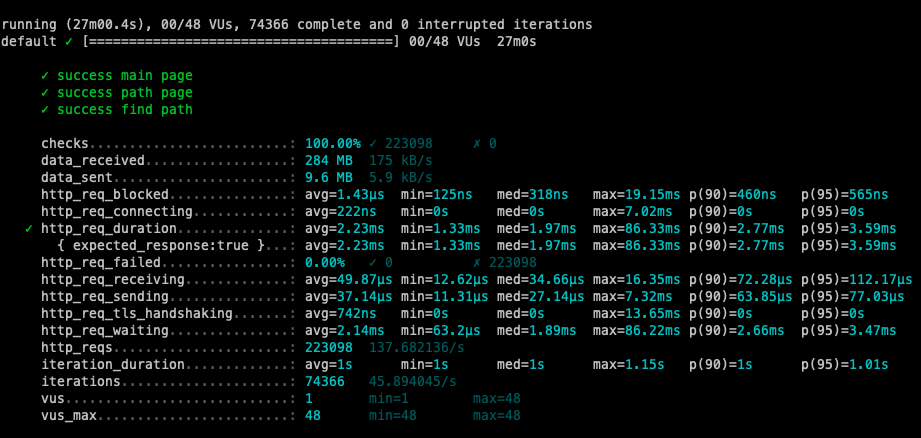 running (27m00.4s), 00/48 VUs, 74366 complete and 0 interrupted iterations
default ✓ [======================================] 00/48 VUs  27m0s
✓ success main page
✓ success path page
✓ success find path
checks.........................: 100.00% ✓ 223098     ✗ 0
data_received..................: 284 MB  175 kB/s
data_sent......................: 9.6 MB  5.9 kB/s
http_req_blocked...............: avg=1.43µs  min=125ns   med=318ns   max=19.15ms p(90)=460ns   p(95)=565ns
http_req_connecting............: avg=222ns   min=0s      med=0s      max=7.02ms  p(90)=0s      p(95)=0s
✓ http_req_duration..............: avg=2.23ms  min=1.33ms  med=1.97ms  max=86.33ms p(90)=2.77ms  p(95)=3.59ms
{ expected_response:true }...: avg=2.23ms  min=1.33ms  med=1.97ms  max=86.33ms p(90)=2.77ms  p(95)=3.59ms
http_req_failed................: 0.00%   ✓ 0          ✗ 223098
http_req_receiving.............: avg=49.87µs min=12.62µs med=34.66µs max=16.35ms p(90)=72.28µs p(95)=112.17µs
http_req_sending...............: avg=37.14µs min=11.31µs med=27.14µs max=7.32ms  p(90)=63.85µs p(95)=77.03µs
http_req_tls_handshaking.......: avg=742ns   min=0s      med=0s      max=13.65ms p(90)=0s      p(95)=0s
http_req_waiting...............: avg=2.14ms  min=63.2µs  med=1.89ms  max=86.22ms p(90)=2.66ms  p(95)=3.47ms
http_reqs......................: 223098  137.682136/s
iteration_duration.............: avg=1s      min=1s      med=1s      max=1.15s   p(90)=1s      p(95)=1.01s
iterations.....................: 74366   45.894045/s
vus............................: 1       min=1        max=48
vus_max........................: 48      min=48       max=48